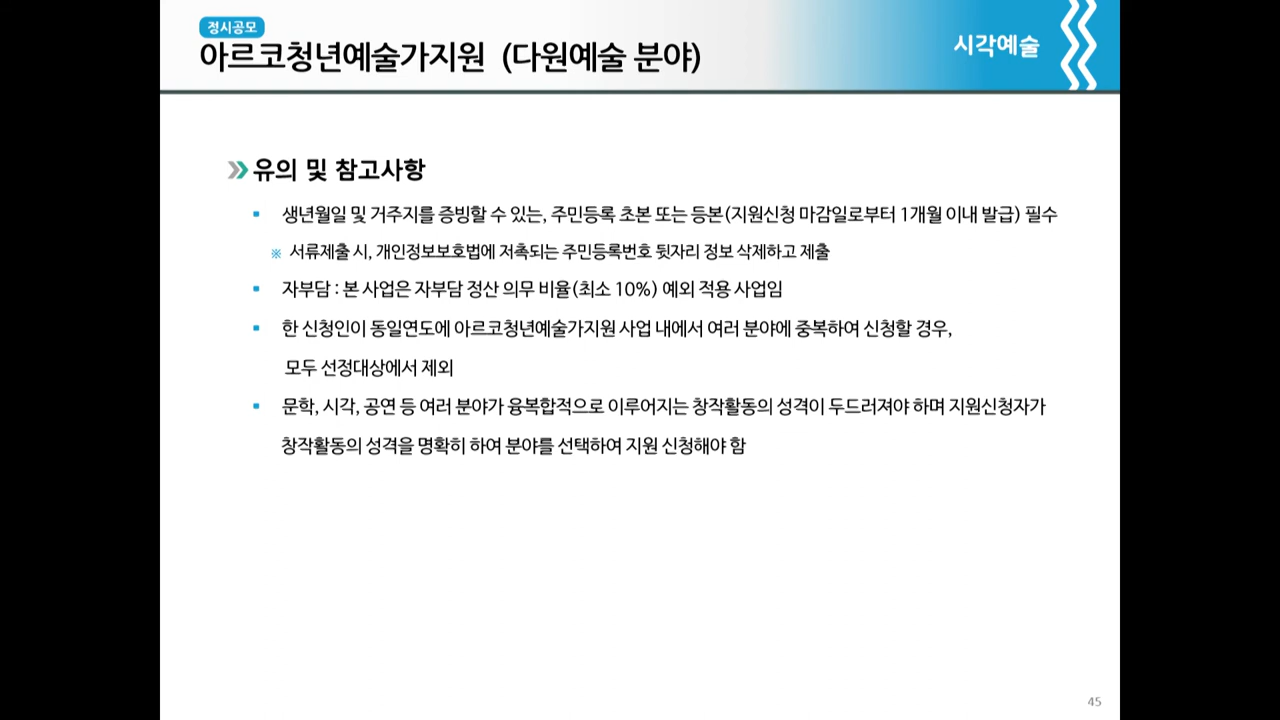 정시공모
아르코청년예술가지원 (다원예술 분야)
시각예술
유의 및 참고사항
▪ 생년월일 및 거주지를 증빙할 수 있는, 주민등록 초본 또는 등본(지원신청 마감일로부터 1개월 이내 발급) 필수
※ 서류제출 시, 개인정보보호법에 저촉되는 주민등록번호 뒷자리 정보 삭제하고 제출
▪ 자부담 : 본 사업은 자부담 정산 의무 비율(최소 10%) 예외 적용 사업임
▪ 한 신청인이 동일연도에 아르코청년예술가지원 사업 내에서 여러 분야에 중복하여 신청할 경우,
모두 선정대상에서 제외
▪ 문학, 시각, 공연 등 여러 분야가 융복합적으로 이루어지는 창작활동의 성격이 두드러져야 하며 지원신청자가
창작활동의 성격을 명확히 하여 분야를 선택하여 지원 신청해야 함
45